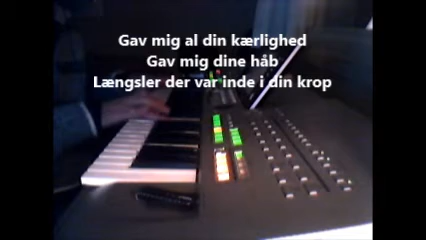 Gav mig al din kærlighed
Gav mig dine håb
Længsler der var inde i din krop